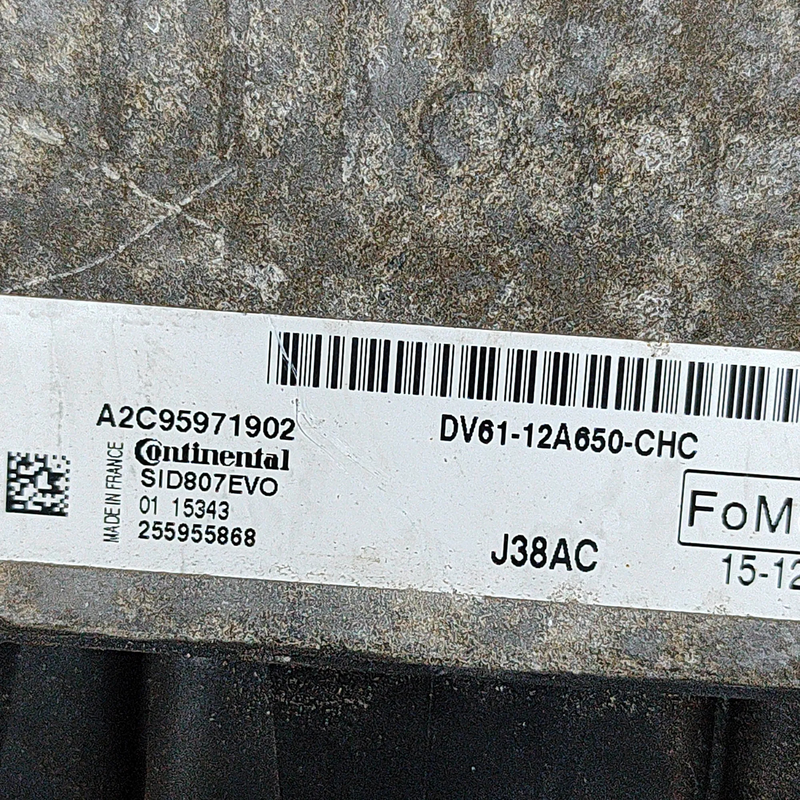 A2C95971902
Continental
SID807EVO
01 15343
255955868
MADE IN FRANCE
DV61-12A650-CHC
J38AC
FoM
15-12